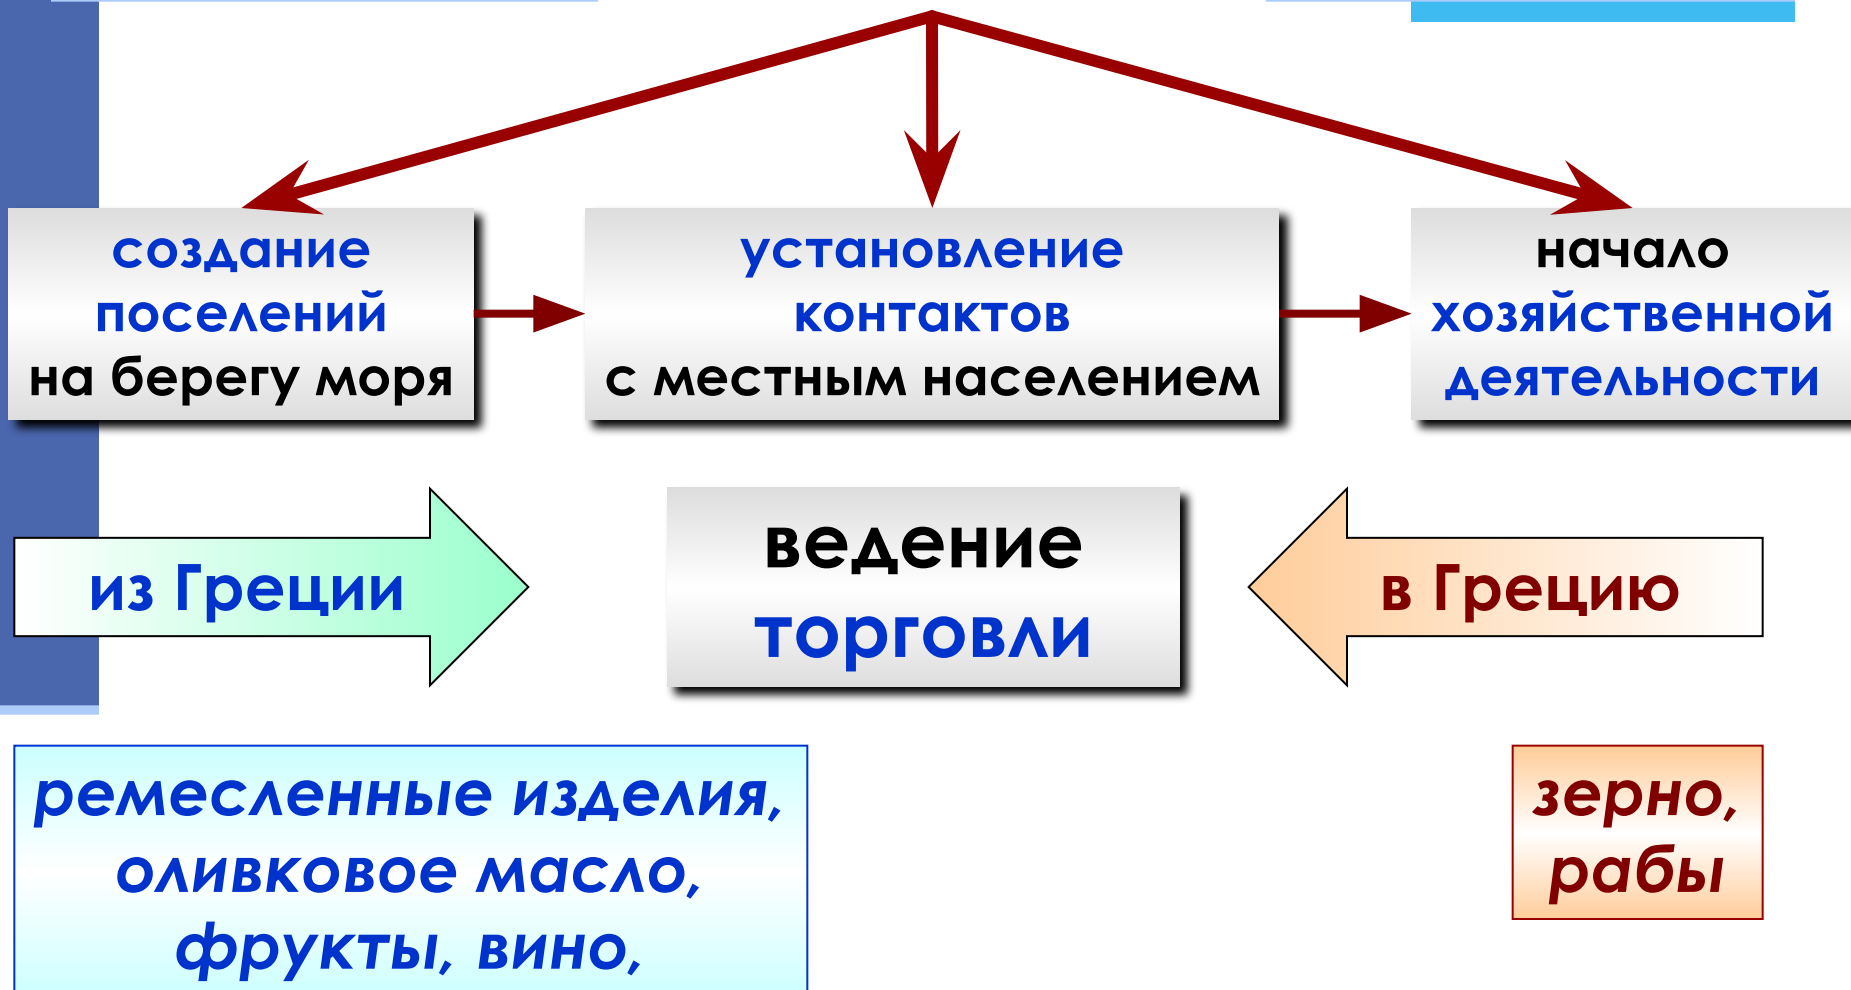 создание
поселений
на берегу моря
установление
контактов
с местным населением
начало
хозяйственной
деятельности
из Греции
ведение
торговли
в Грецию
ремесленные изделия,
оливковое масло,
фрукты, вино,
зерно,
рабы